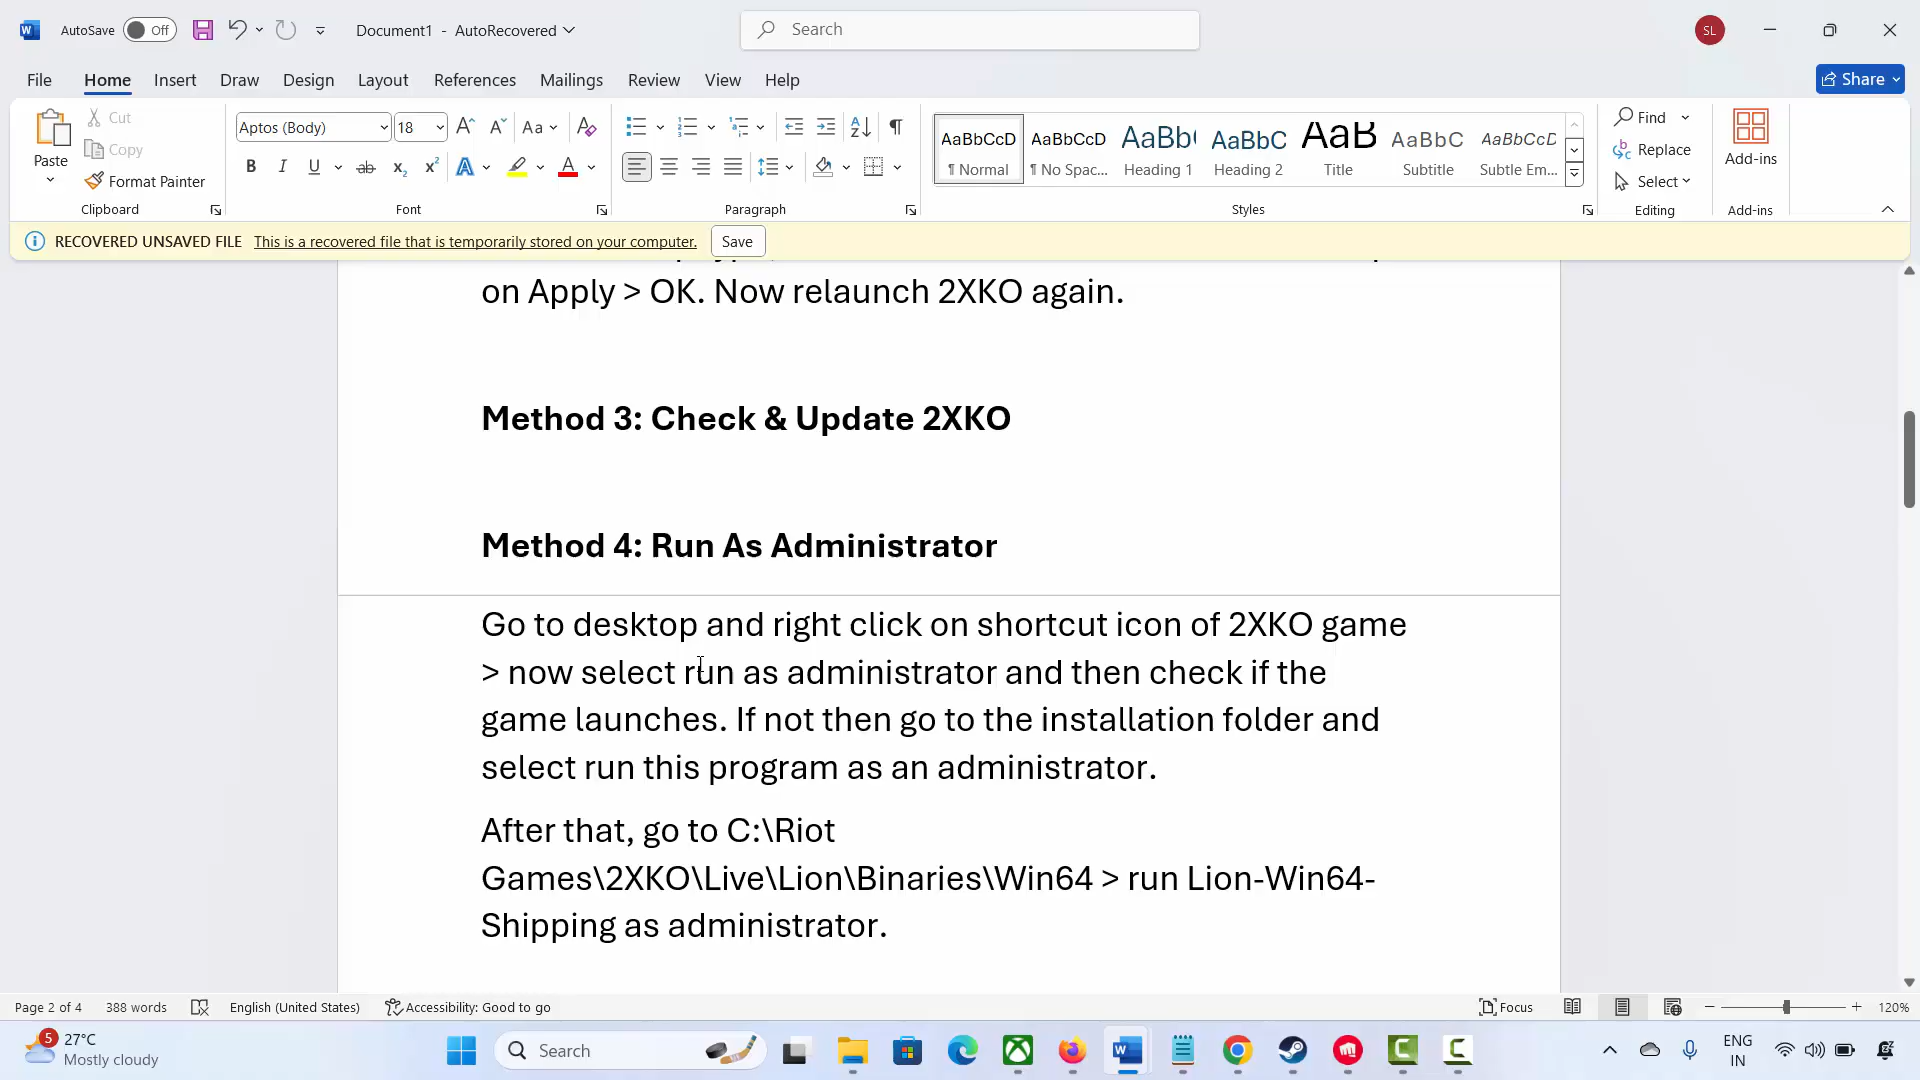 AutoSave Off Document1 - AutoRecovered Search SL
File Home Insert Draw Design Layout References Mailings Review View Help Share
Paste Cut Copy Format Painter
Aptos (Body) 18
AaBbCcD AaBbCcD AaBb( AaBbC AaB AaBbC AaBbCcD
¶ Normal ¶ No Spac... Heading 1 Heading 2 Title Subtitle Subtle Em...
Find Replace Select
Add-ins
Clipboard Font Paragraph Styles Editing Add-ins
RECOVERED UNSAVED FILE This is a recovered file that is temporarily stored on your computer. Save
on Apply > OK. Now relaunch 2XKO again.
Method 3: Check & Update 2XKO
Method 4: Run As Administrator
Go to desktop and right click on shortcut icon of 2XKO game
> now select run as administrator and then check if the
game launches. If not then go to the installation folder and
select run this program as an administrator.
After that, go to C:\Riot
Games\2XKO\Live\Lion\Binaries\Win64 > run Lion-Win64-
Shipping as administrator.
Page 2 of 4 388 words English (United States) Accessibility: Good to go Focus 120%
5 27°C
Mostly cloudy
Search
ENG
IN